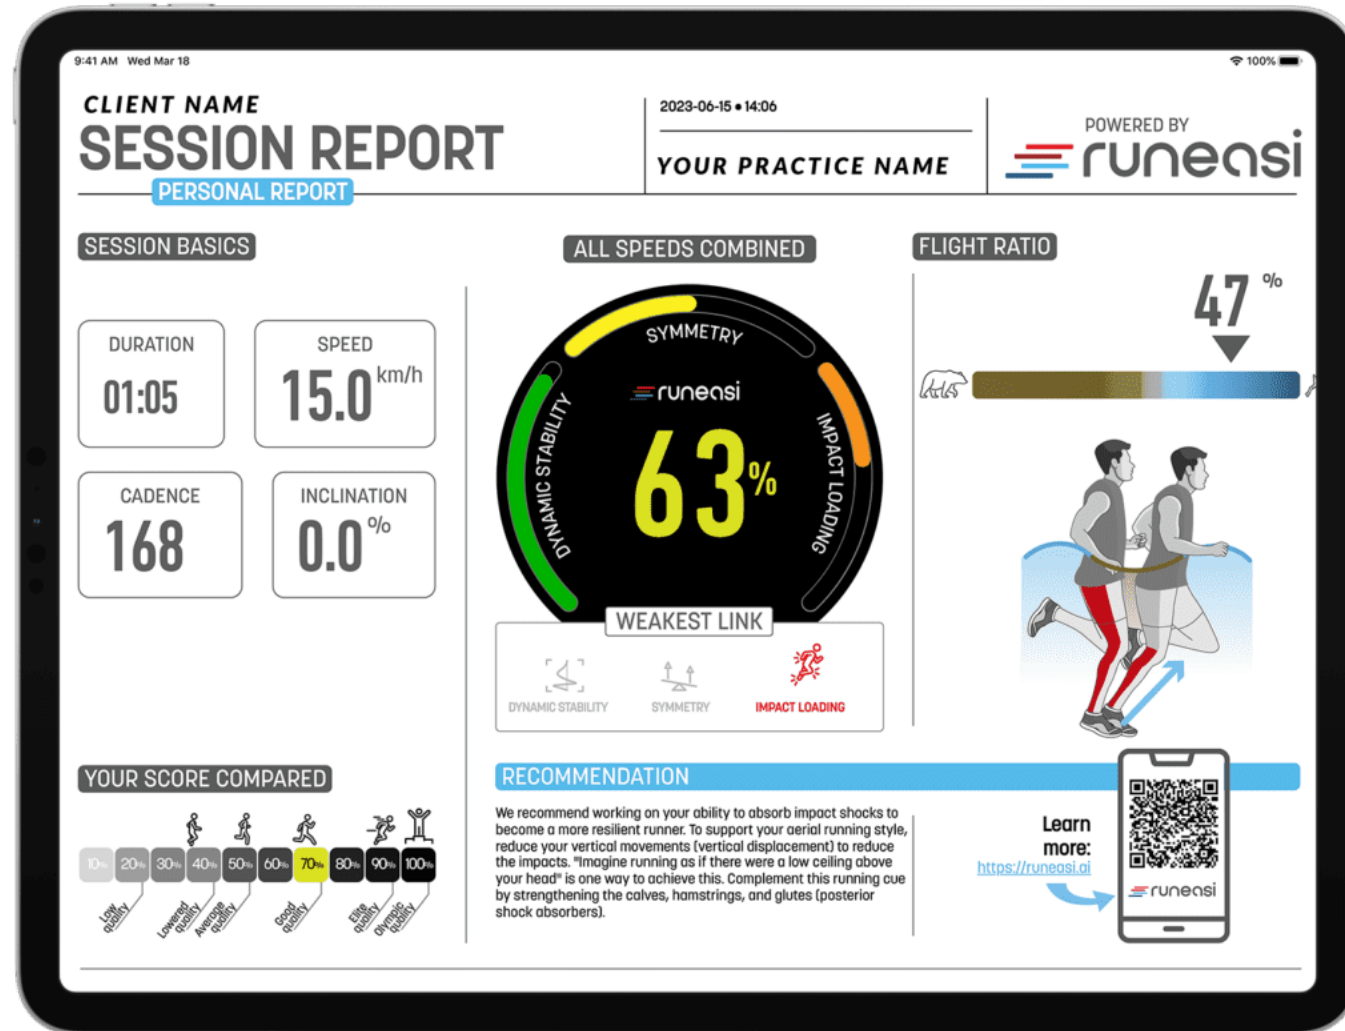 9:41 AM Wed Mar 18
100%
CLIENT NAME
SESSION REPORT
PERSONAL REPORT
2023-06-15 • 14:06
YOUR PRACTICE NAME
POWERED BY
runeasi
SESSION BASICS
DURATION
01:05
SPEED
15.0 km/h
CADENCE
168
INCLINATION
0.0 %
ALL SPEEDS COMBINED
DYNAMIC STABILITY
SYMMETRY
IMPACT LOADING
runeasi
63%
WEAKEST LINK
DYNAMIC STABILITY
SYMMETRY
IMPACT LOADING
FLIGHT RATIO
47 %
YOUR SCORE COMPARED
10% 20% 30% 40% 50% 60% 70% 80% 90% 100%
Low quality
Lowered quality
Average quality
Good quality
Elite quality
Olympic quality
RECOMMENDATION
We recommend working on your ability to absorb impact shocks to
become a more resilient runner. To support your aerial running style,
reduce your vertical movements (vertical displacement) to reduce
the impacts. "Imagine running as if there were a low ceiling above
your head" is one way to achieve this. Complement this running cue
by strengthening the calves, hamstrings, and glutes (posterior
shock absorbers).
Learn
more:
https://runeasi.ai
runeasi